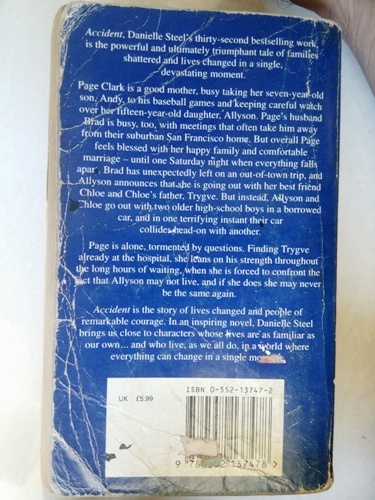 Accident, Danielle Steel's thirty-second bestselling work,
is the powerful and ultimately triumphant tale of families
shattered and lives changed in a single,
devastating moment.
Page Clark is a good mother, busy taking her seven-year-old
son, Andy, to his baseball games and keeping careful watch
over her fifteen-year-old daughter, Allyson. Page's husband
Brad is busy, too, with meetings that often take him away
from their suburban San Francisco home. But overall Page
feels blessed with her happy family and comfortable
marriage – until one Saturday night when everything falls
apart. Brad has unexpectedly left on an out-of-town trip, and
Allyson announces that she is going out with her best friend
Chloe and Chloe's father, Trygve. But instead, Allyson and
Chloe go out with two older high-school boys in a borrowed
car, and in one terrifying instant their car
collides head-on with another.
Page is alone, tormented by questions. Finding Trygve
already at the hospital, she leans on his strength throughout
the long hours of waiting, when she is forced to confront the
fact that Allyson may not live, and if she does she may never
be the same again.
Accident is the story of lives changed and people of
remarkable courage. In an inspiring novel, Danielle Steel
brings us close to characters whose lives are as familiar as
our own... and who live, as we all do, in a world where
everything can change in a single
ISBN 0-552-13747-2
UK £5.99
9 780552 137478